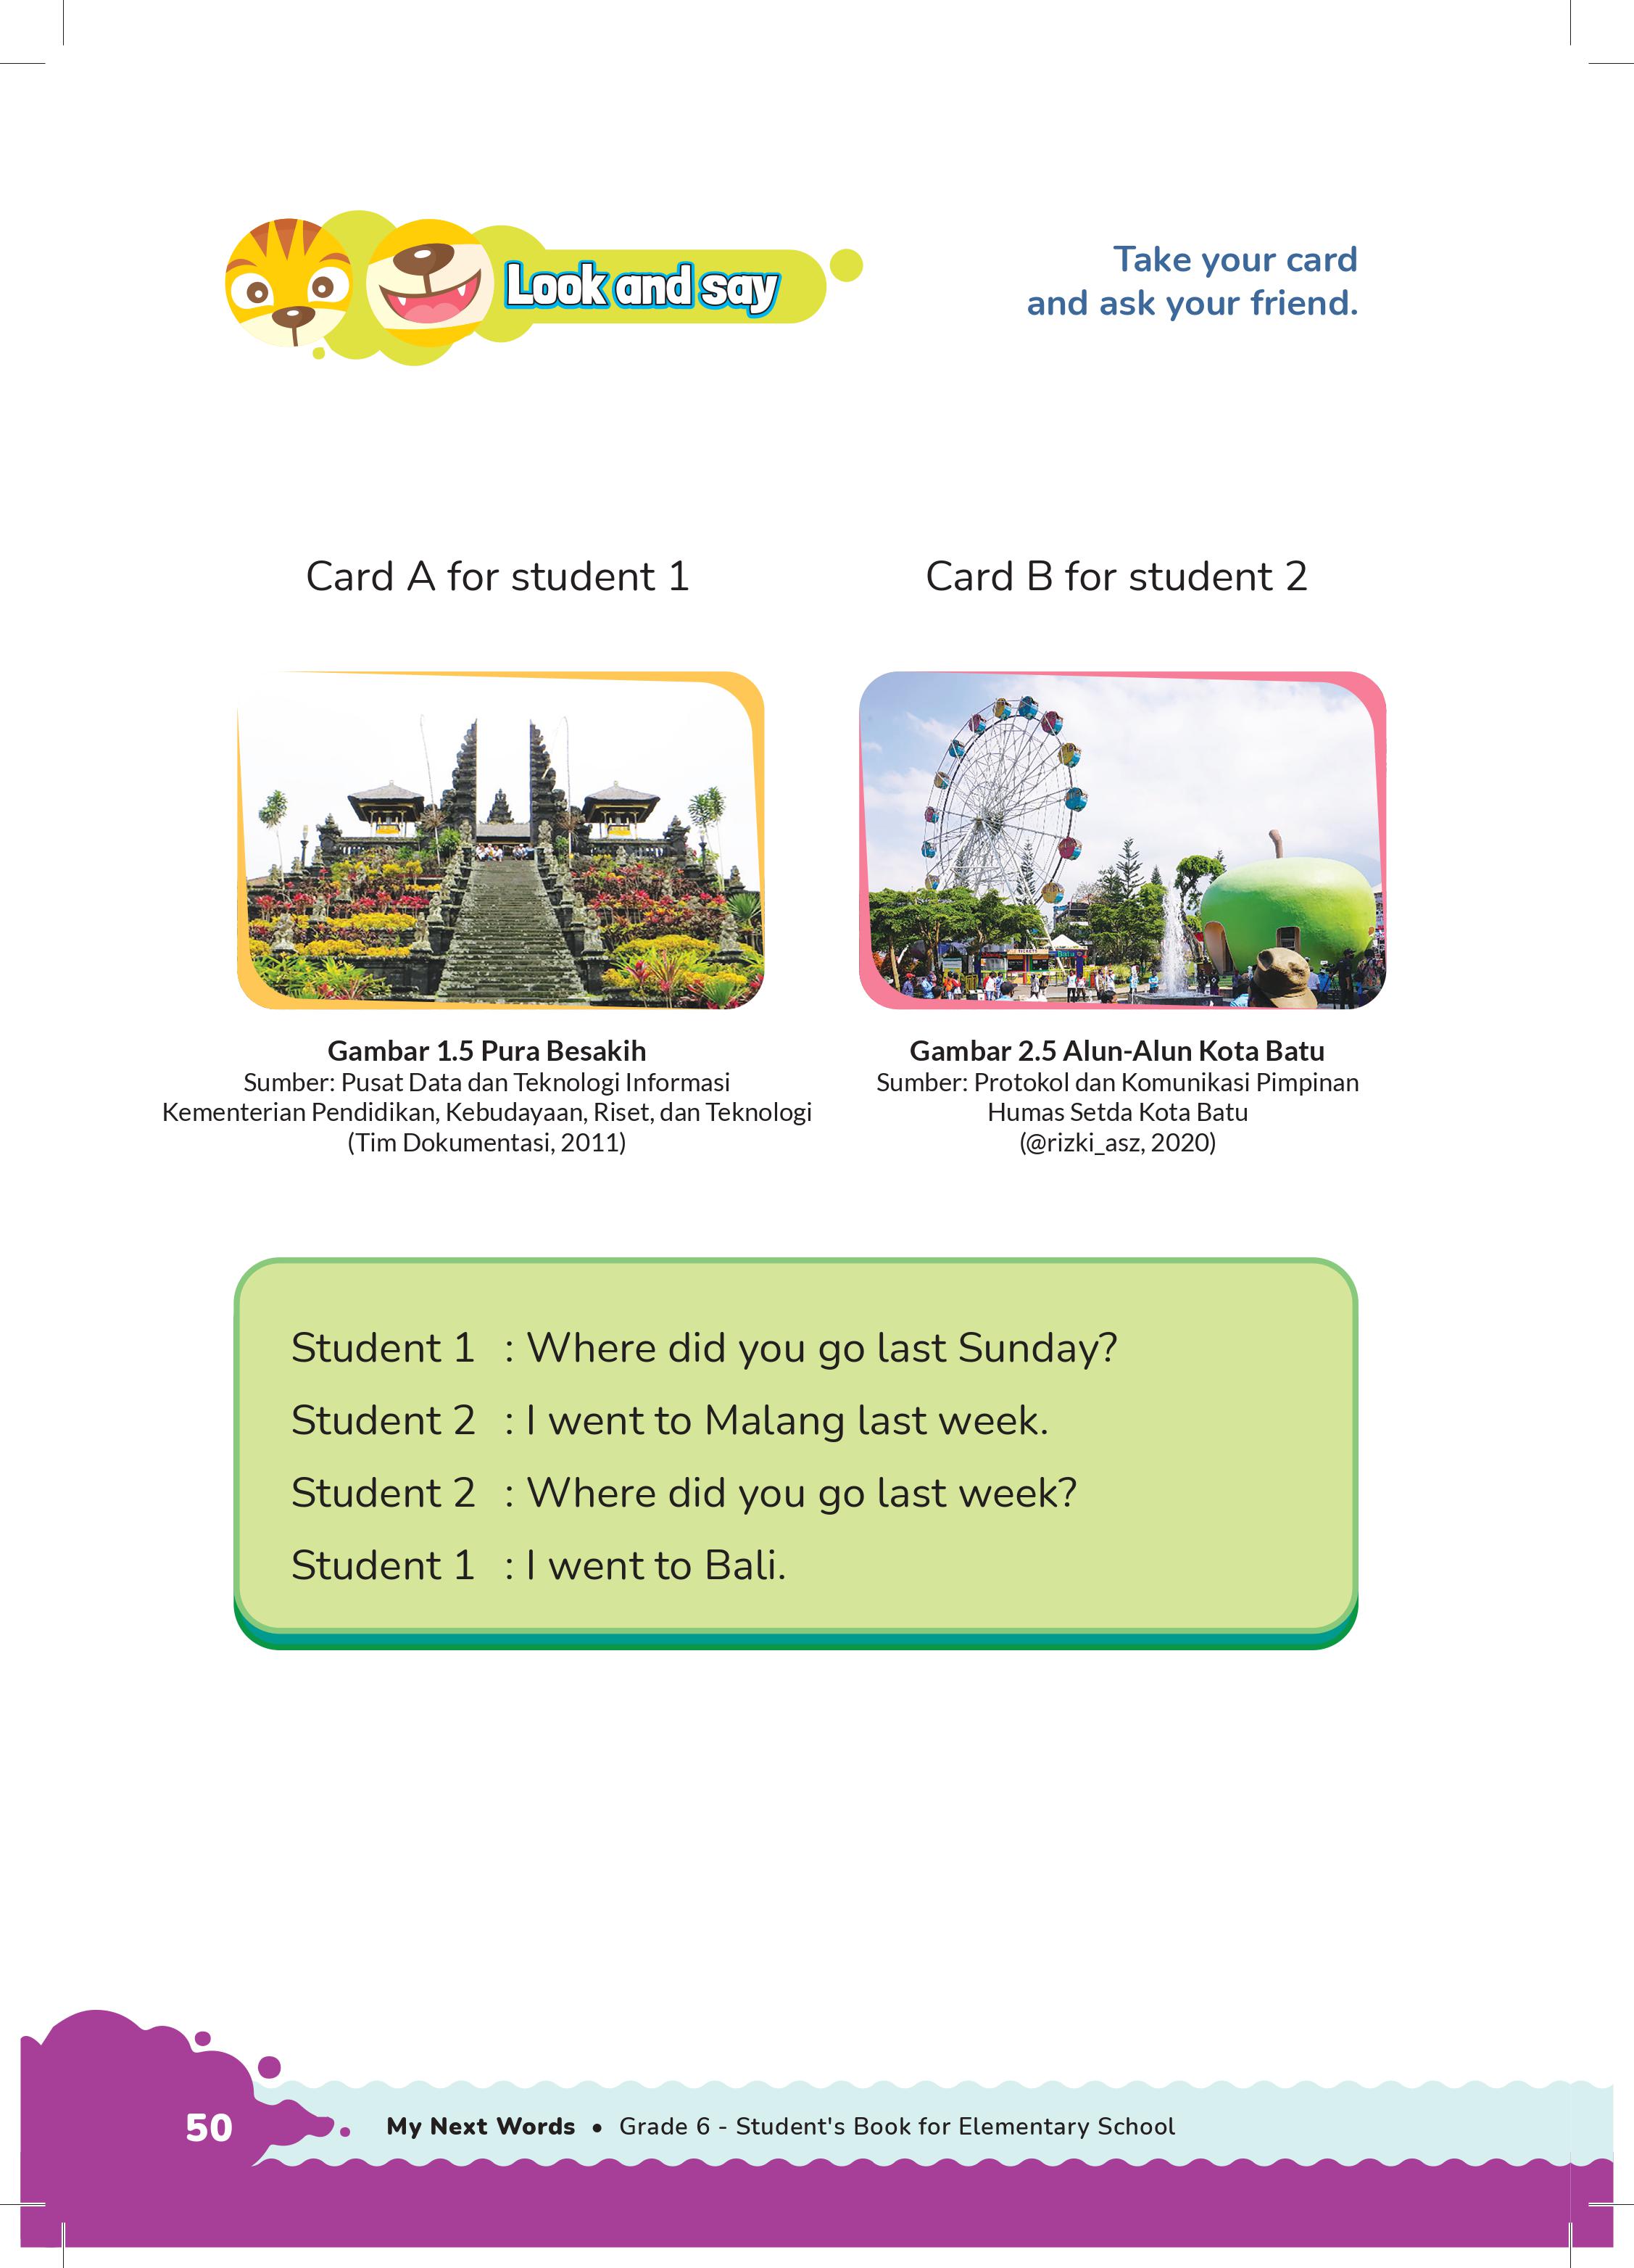 Look and say
Take your card
and ask your friend.
Card A for student 1
Card B for student 2
Gambar 1.5 Pura Besakih
Sumber: Pusat Data dan Teknologi Informasi
Kementerian Pendidikan, Kebudayaan, Riset, dan Teknologi
(Tim Dokumentasi, 2011)
Gambar 2.5 Alun-Alun Kota Batu
Sumber: Protokol dan Komunikasi Pimpinan
Humas Setda Kota Batu
(@rizki_asz, 2020)
Student 1 : Where did you go last Sunday?
Student 2 : I went to Malang last week.
Student 2 : Where did you go last week?
Student 1 : I went to Bali.
50
My Next Words • Grade 6 - Student's Book for Elementary School